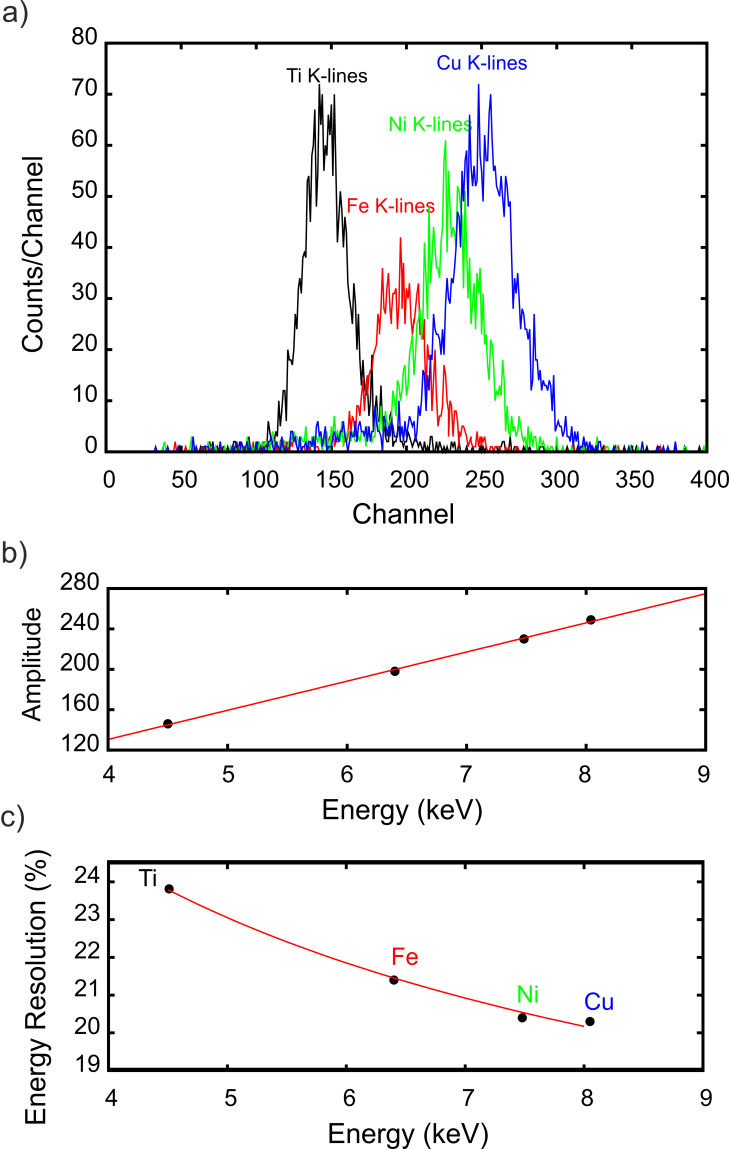 a)
80
70
60
50
40
30
20
10
0
Counts/Channel
Ti K-lines
Fe K-lines
Ni K-lines
Cu K-lines
0 50 100 150 200 250 300 350 400
Channel
b)
280
240
200
160
120
Amplitude
4 5 6 7 8 9
Energy (keV)
c)
24
23
22
21
20
19
Energy Resolution (%)
Ti
Fe
Ni
Cu
4 5 6 7 8 9
Energy (keV)